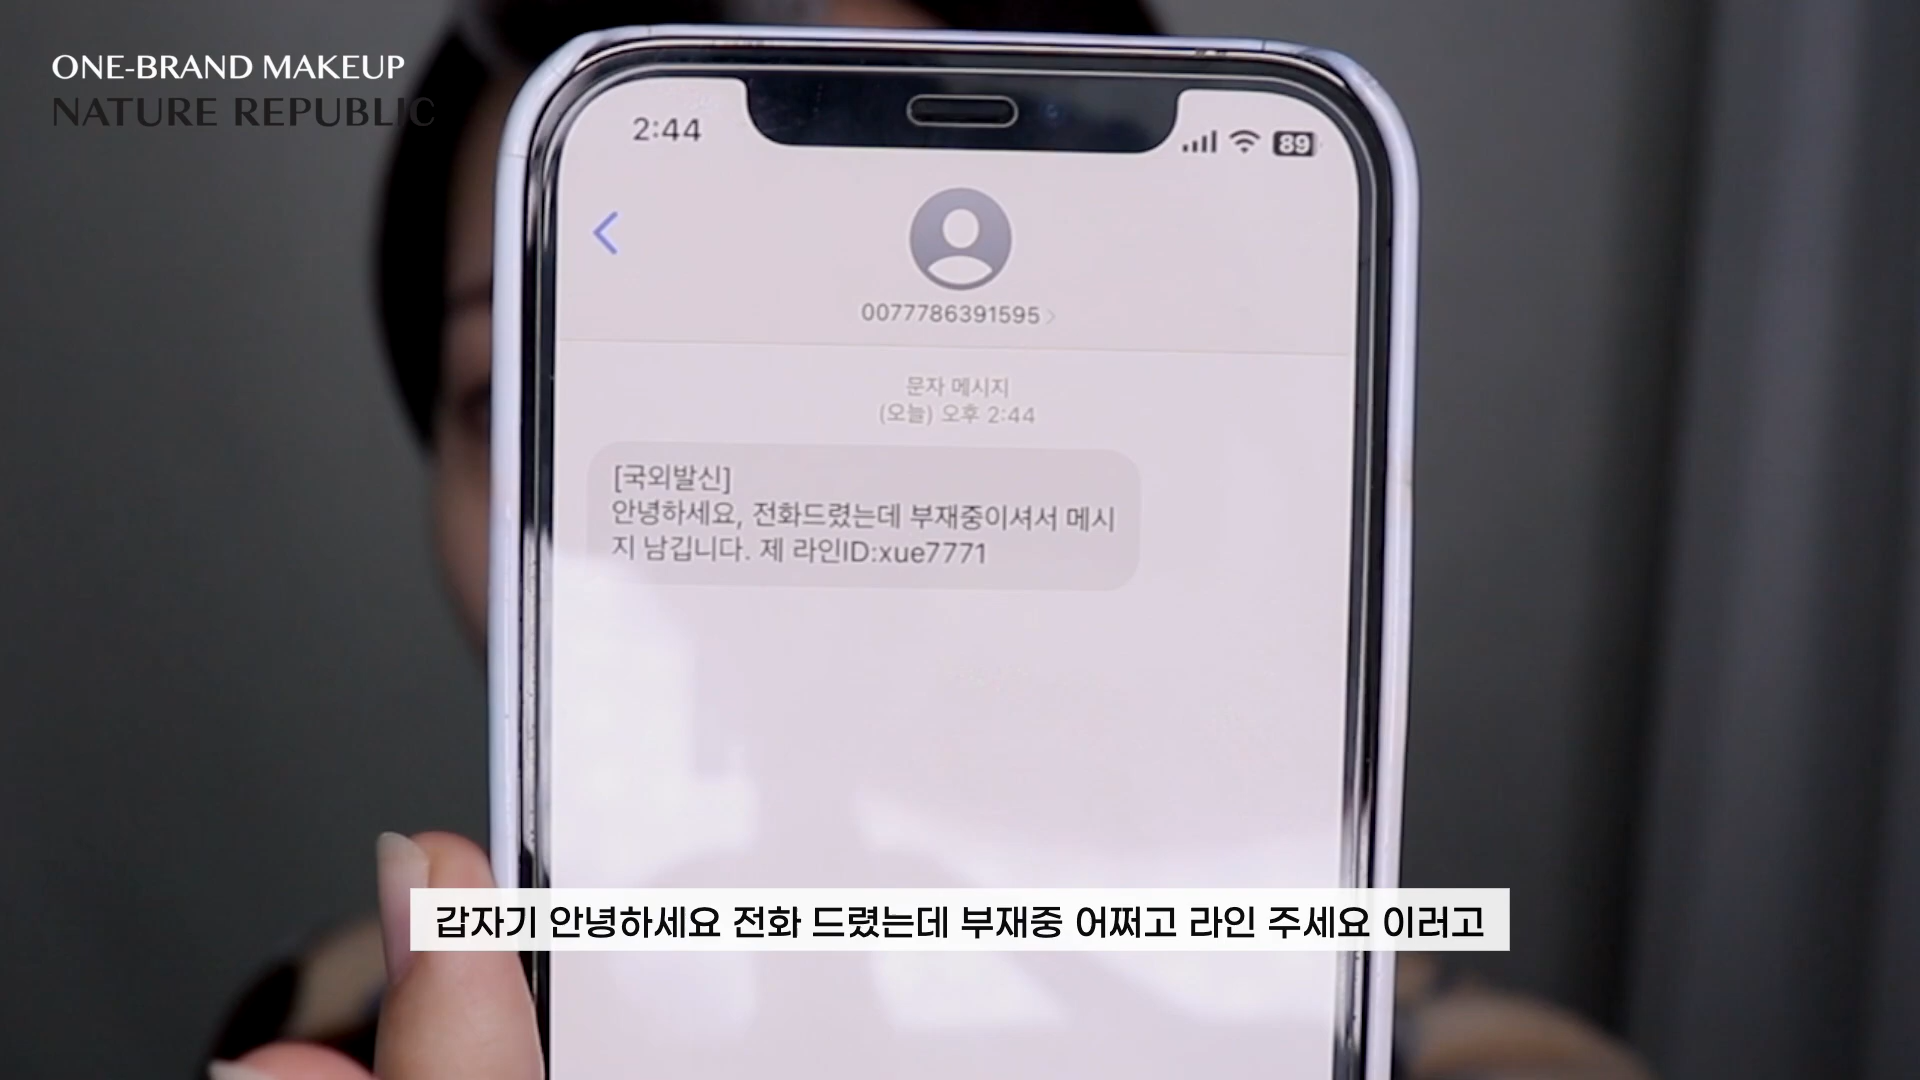 ONE-BRAND MAKEUP
NATURE REPUBLIC
2:44
89
0077786391595
문자 메시지
(오늘) 오후 2:44
[국외발신]
안녕하세요, 전화드렸는데 부재중이셔서 메시
지 남깁니다. 제 라인ID:xue7771
갑자기 안녕하세요 전화 드렸는데 부재중 어쩌고 라인 주세요 이러고